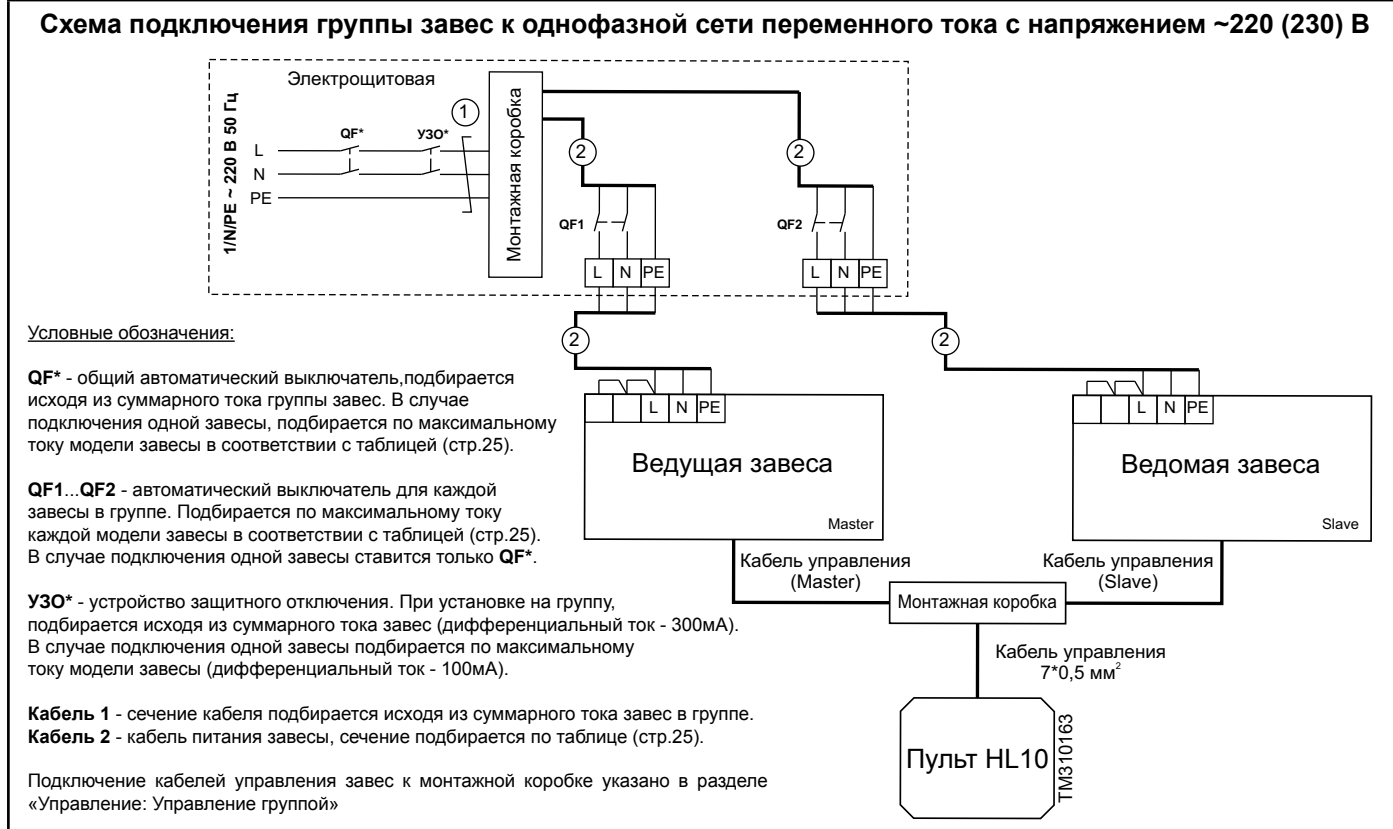 Схема подключения группы завес к однофазной сети переменного тока с напряжением ~220 (230) В
Электрощитовая
1/N/PE ~ 220 В 50 Гц
L
N
PE
QF*
УЗО*
1
Монтажная коробка
2
2
QF1
QF2
L N PE
L N PE
2
2
L N PE
Ведущая завеса
Master
L N PE
Ведомая завеса
Slave
Кабель управления
(Master)
Кабель управления
(Slave)
Монтажная коробка
Кабель управления
7*0,5 мм²
Пульт HL10
TM310163
Условные обозначения:
QF* - общий автоматический выключатель,подбирается
исходя из суммарного тока группы завес. В случае
подключения одной завесы, подбирается по максимальному
току модели завесы в соответствии с таблицей (стр.25).
QF1...QF2 - автоматический выключатель для каждой
завесы в группе. Подбирается по максимальному току
каждой модели завесы в соответствии с таблицей (стр.25).
В случае подключения одной завесы ставится только QF*.
УЗО* - устройство защитного отключения. При установке на группу,
подбирается исходя из суммарного тока завес (дифференциальный ток - 300мА).
В случае подключения одной завесы подбирается по максимальному
току модели завесы (дифференциальный ток - 100мА).
Кабель 1 - сечение кабеля подбирается исходя из суммарного тока завес в группе.
Кабель 2 - кабель питания завесы, сечение подбирается по таблице (стр.25).
Подключение кабелей управления завес к монтажной коробке указано в разделе
«Управление: Управление группой»